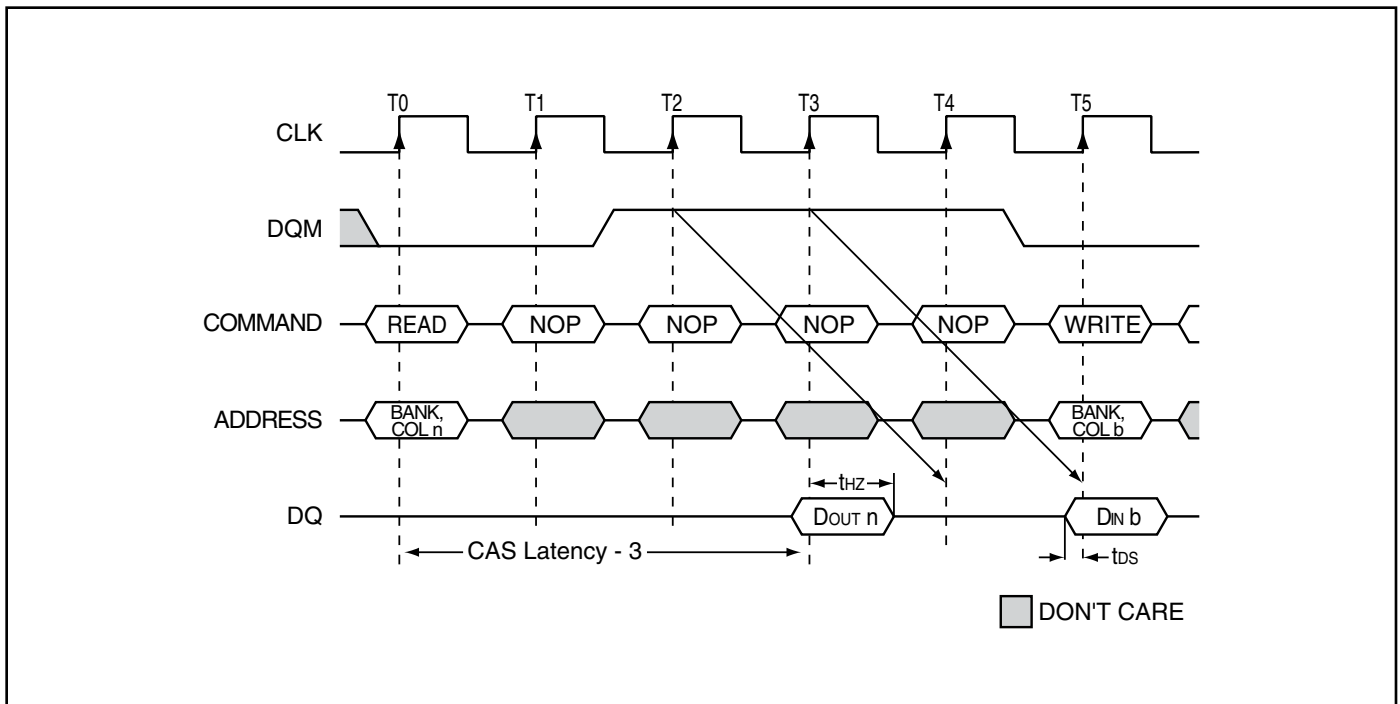 T0 T1 T2 T3 T4 T5
CLK
DQM
COMMAND READ NOP NOP NOP NOP WRITE
ADDRESS BANK, COL n BANK, COL b
tHZ
DQ DOUT n DIN b
CAS Latency - 3 tDS
DON'T CARE